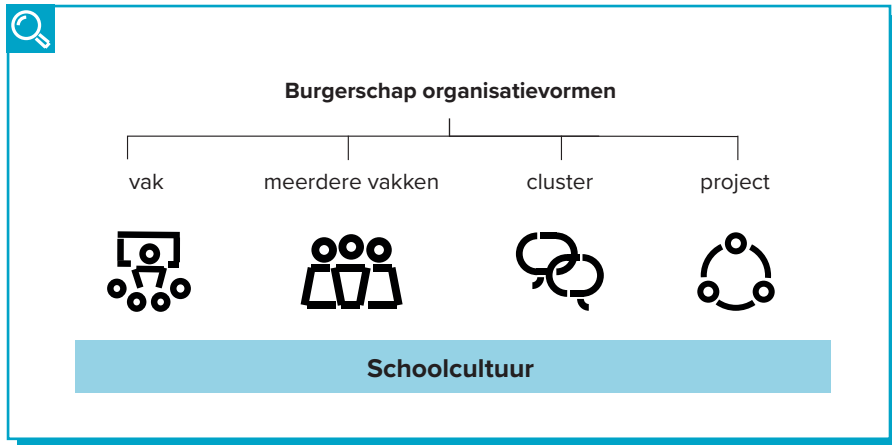 Burgerschap organisatievormen
vak meerdere vakken cluster project
Schoolcultuur